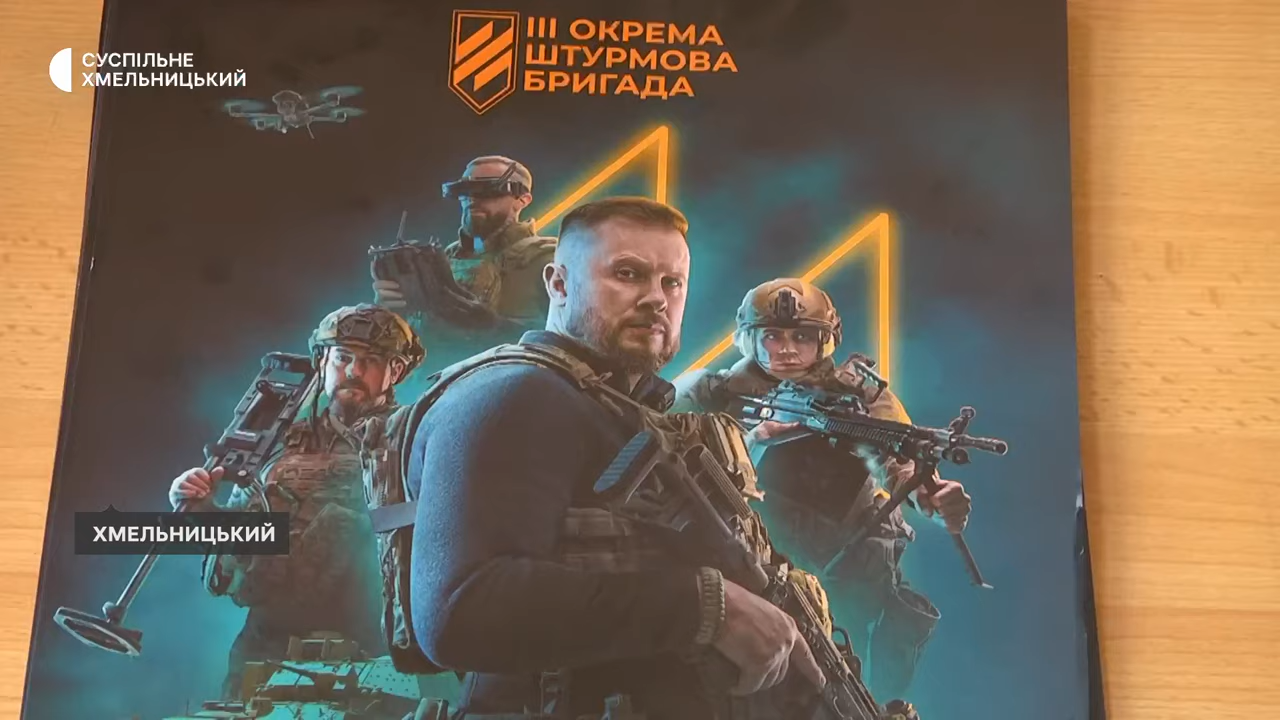 СУСПІЛЬНЕ
ХМЕЛЬНИЦЬКИЙ
III ОКРЕМА
ШТУРМОВА
БРИГАДА
ХМЕЛЬНИЦЬКИЙ